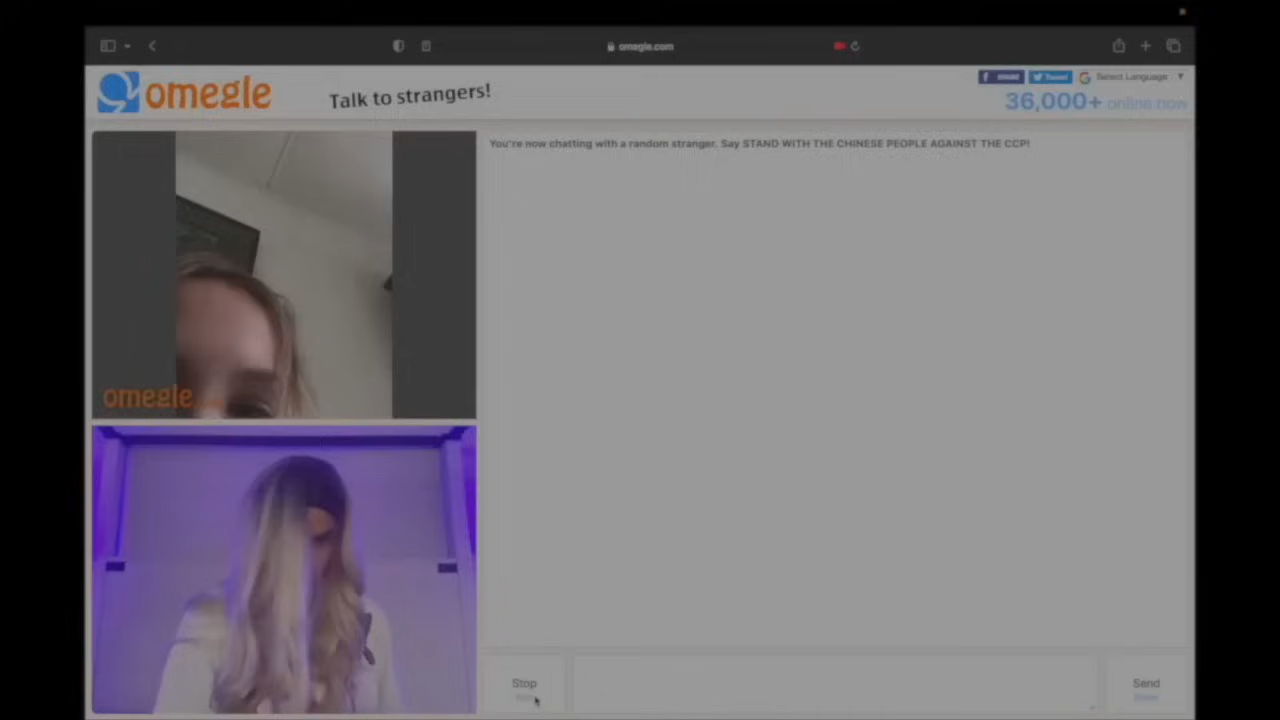 omegle.com
omegle
Talk to strangers!
Tweet
Select Language
36,000+ online now
You're now chatting with a random stranger. Say STAND WITH THE CHINESE PEOPLE AGAINST THE CCP!
omegle
Stop
Send